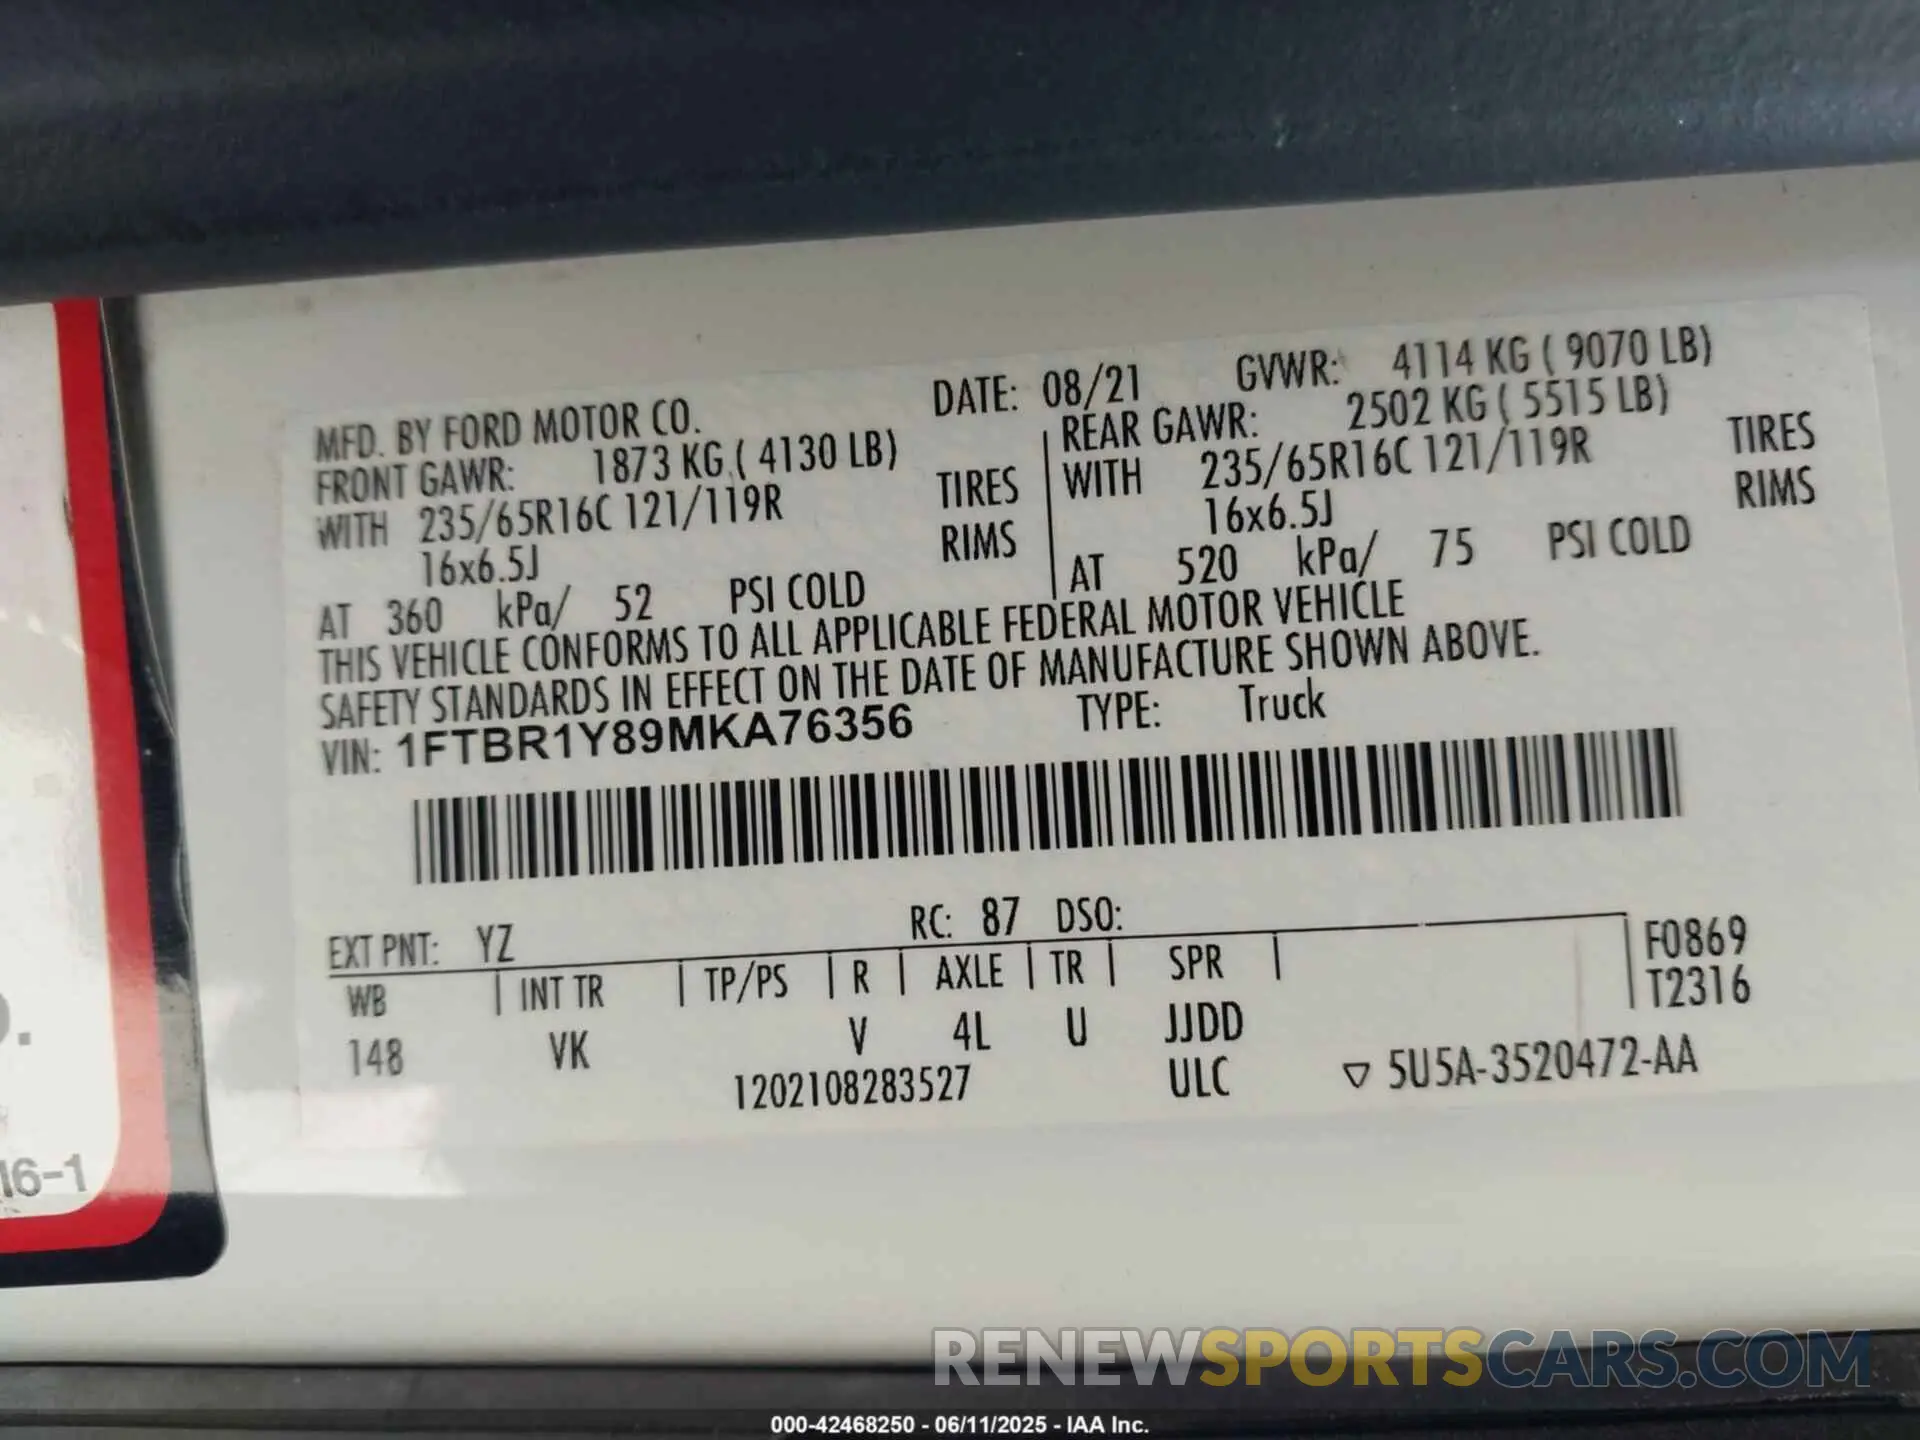 MFD. BY FORD MOTOR CO. DATE: 08/21 GVWR: 4114 KG ( 9070 LB)
FRONT GAWR: 1873 KG ( 4130 LB) REAR GAWR: 2502 KG ( 5515 LB)
WITH 235/65R16C 121/119R TIRES WITH 235/65R16C 121/119R TIRES
16x6.5J RIMS 16x6.5J RIMS
AT 360 kPa/ 52 PSI COLD AT 520 kPa/ 75 PSI COLD
THIS VEHICLE CONFORMS TO ALL APPLICABLE FEDERAL MOTOR VEHICLE
SAFETY STANDARDS IN EFFECT ON THE DATE OF MANUFACTURE SHOWN ABOVE.
VIN: 1FTBR1Y89MKA76356 TYPE: Truck
EXT PNT: YZ RC: 87 DSO:
WB INT TR TP/PS R AXLE TR SPR F0869
T2316
148 VK V 4L U JJDD
1202108283527 ULC ▽ 5U5A-3520472-AA
16-1
RENEWSPORTSCARS.COM
000-42468250 - 06/11/2025 - IAA Inc.